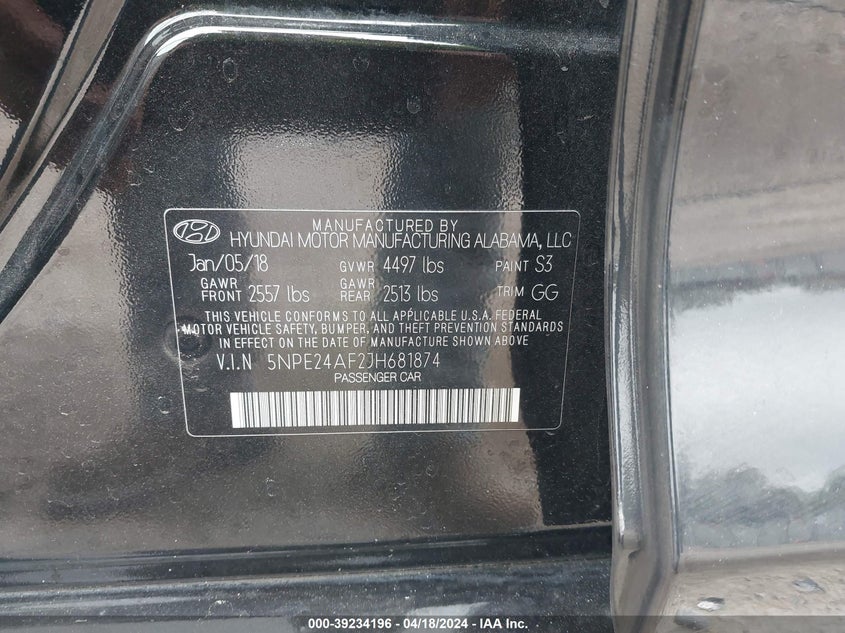 MANUFACTURED BY
HYUNDAI MOTOR MANUFACTURING ALABAMA, LLC
Jan/05/18 GVWR 4497 lbs PAINT S3
GAWR FRONT 2557 lbs GAWR REAR 2513 lbs TRIM GG
THIS VEHICLE CONFORMS TO ALL APPLICABLE U.S.A. FEDERAL
MOTOR VEHICLE SAFETY, BUMPER, AND THEFT PREVENTION STANDARDS
IN EFFECT ON THE DATE OF MANUFACTURE SHOWN ABOVE
V.I.N 5NPE24AF2JH681874
PASSENGER CAR
000-39234196 - 04/18/2024 - IAA Inc.